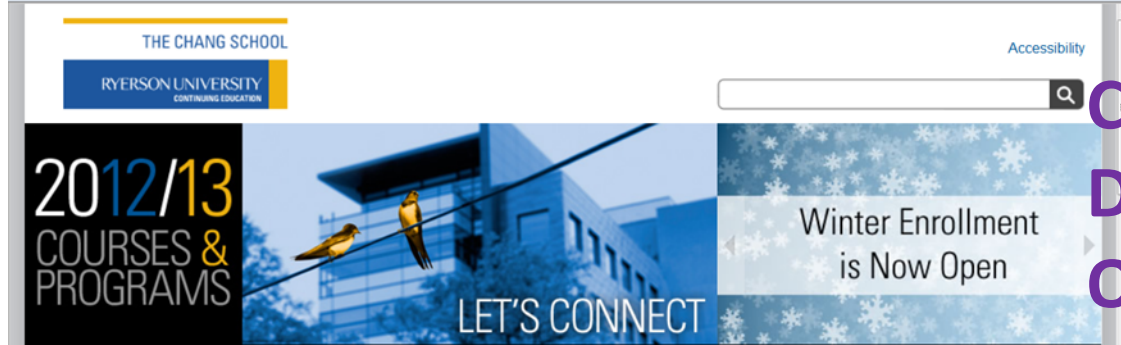 THE CHANG SCHOOL
RYERSON UNIVERSITY
CONTINUING EDUCATION
Accessibility
2012/13
COURSES &
PROGRAMS
LET'S CONNECT
Winter Enrollment
is Now Open
D